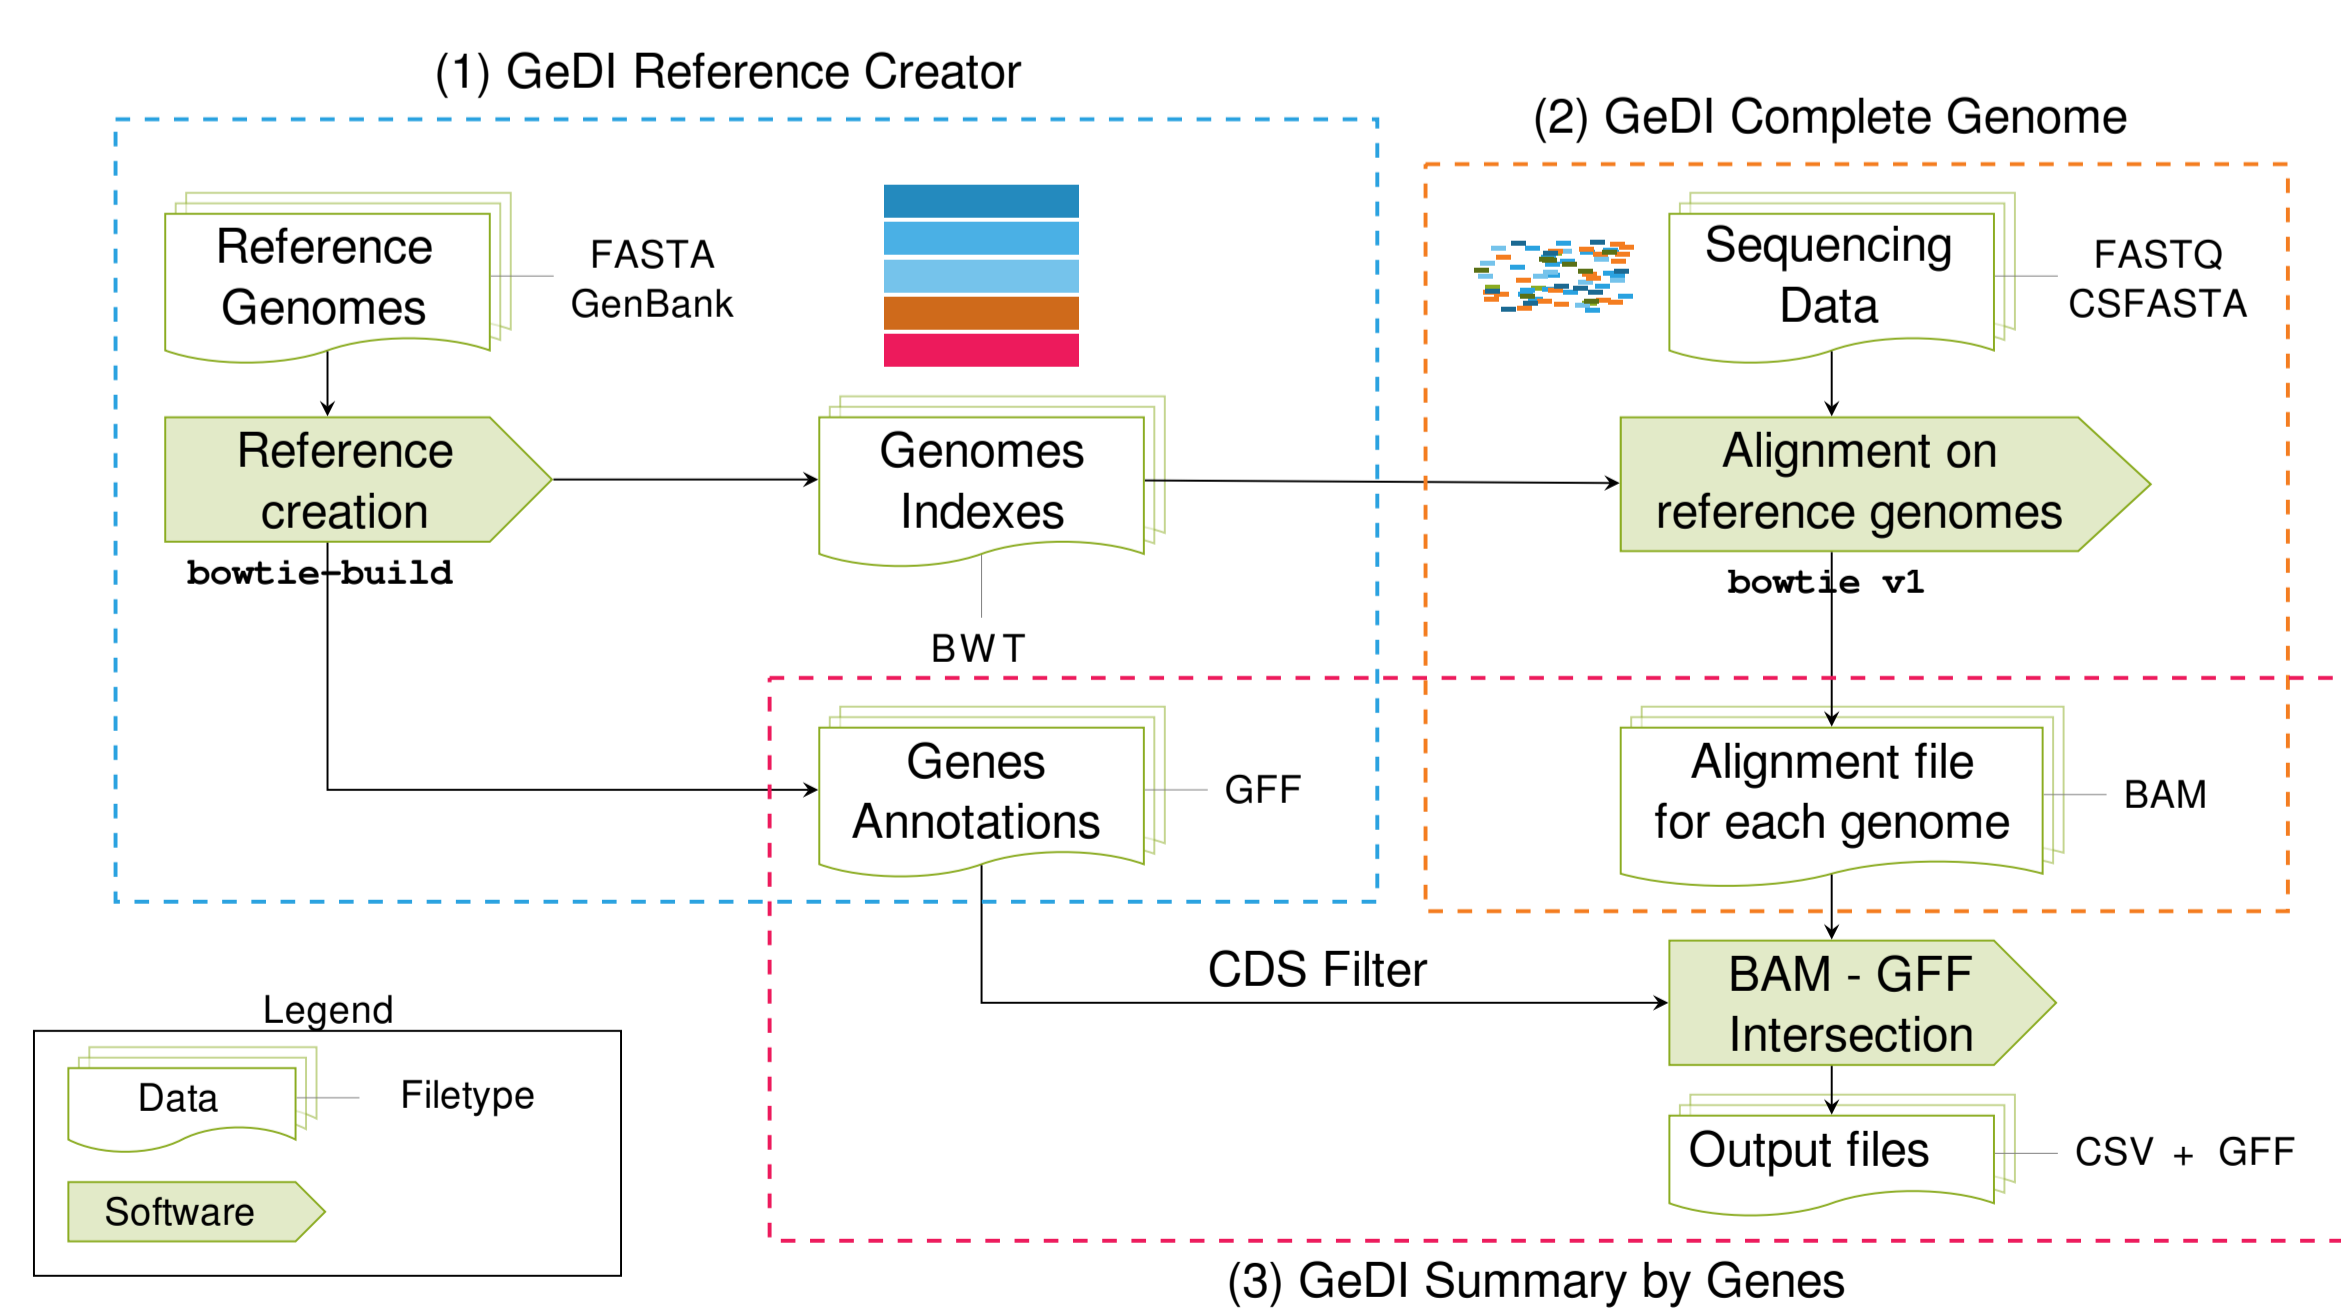 (1) GeDI Reference Creator
(2) GeDI Complete Genome
Reference
Genomes
FASTA
GenBank
Sequencing
Data
FASTQ
CSFASTA
Reference
creation
bowtie-build
Genomes
Indexes
BWT
Alignment on
reference genomes
bowtie v1
Genes
Annotations
GFF
Alignment file
for each genome
BAM
CDS Filter
BAM - GFF
Intersection
Output files
CSV + GFF
Legend
Data
Filetype
Software
(3) GeDI Summary by Genes